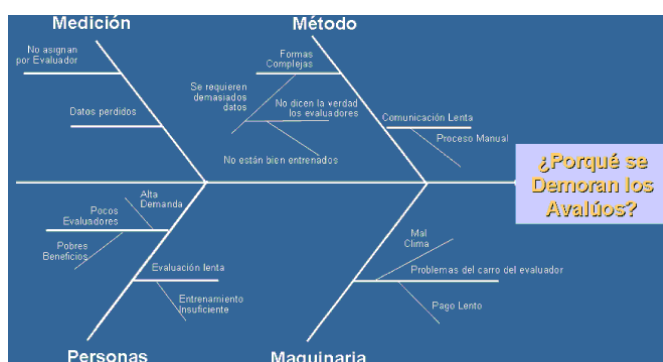 Medición
Método
No asignan
por Evaluador
Datos perdidos
Formas
Complejas
Se requieren
demasiados
datos
No dicen la verdad
los evaluadores
No están bien entrenados
Comunicación Lenta
Proceso Manual
¿Porqué se
Demoran los
Avalúos?
Alta
Demanda
Pocos
Evaluadores
Pobres
Beneficios
Evaluación lenta
Entrenamiento
Insuficiente
Mal
Clima
Problemas del carro del evaluador
Pago Lento
Personas
Maquinaria